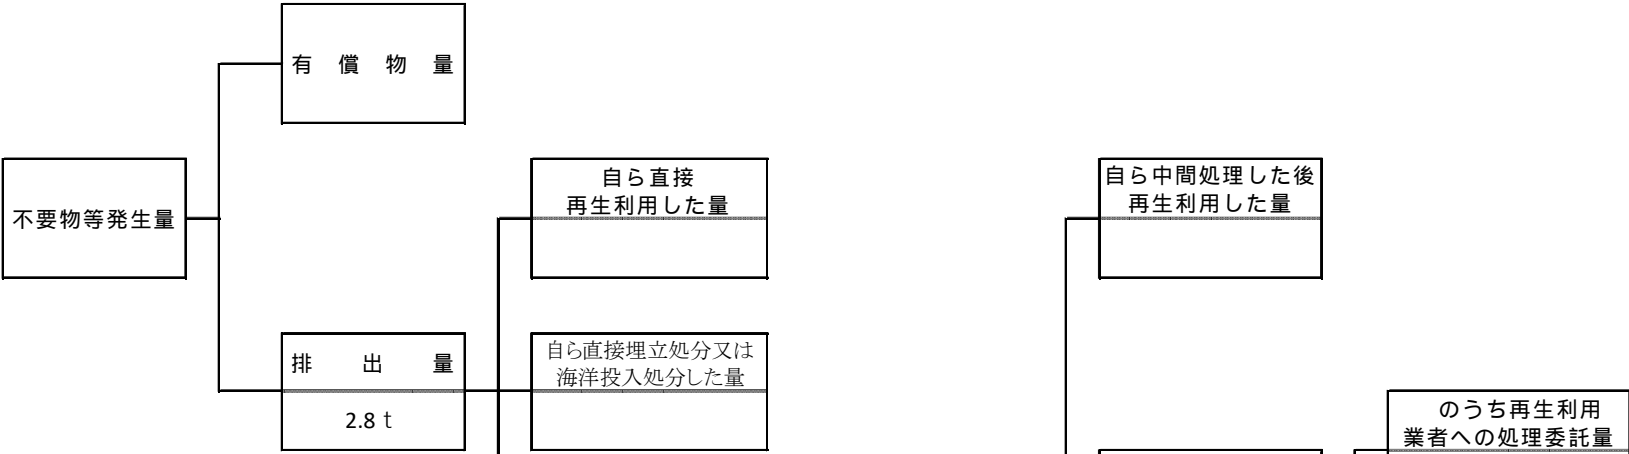 有償物量
不要物等発生量
自ら直接
再生利用した量
自ら中間処理した後
再生利用した量
排出量
2.8 t
自ら直接埋立処分又は
海洋投入処分した量
のうち再生利用
業者への処理委託量